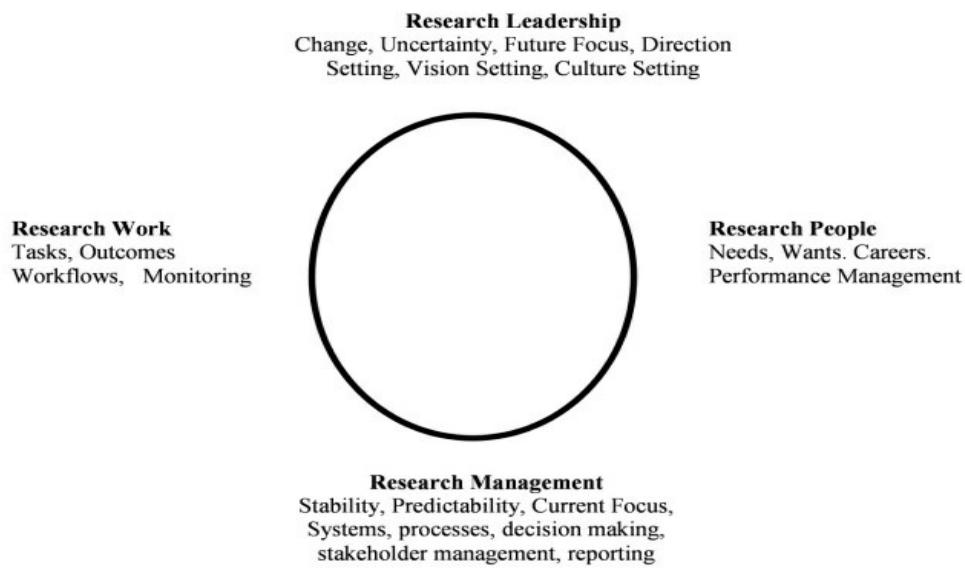 Research Leadership
Change, Uncertainty, Future Focus, Direction
Setting, Vision Setting, Culture Setting
Research Work
Tasks, Outcomes
Workflows, Monitoring
Research People
Needs, Wants. Careers.
Performance Management
Research Management
Stability, Predictability, Current Focus,
Systems, processes, decision making,
stakeholder management, reporting